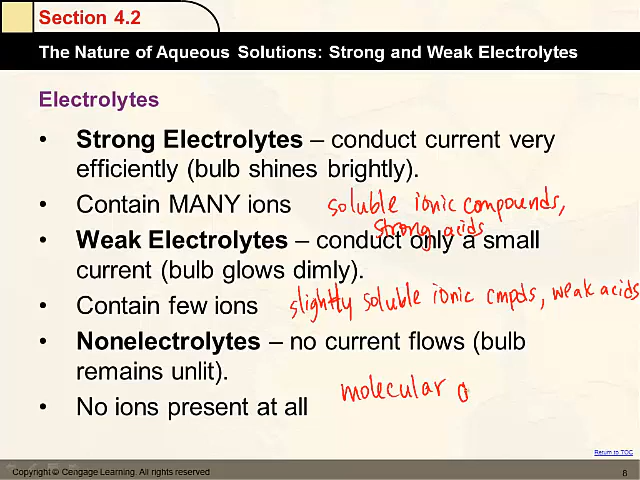 Section 4.2
The Nature of Aqueous Solutions: Strong and Weak Electrolytes
Electrolytes
• Strong Electrolytes – conduct current very
efficiently (bulb shines brightly).
• Contain MANY ions soluble ionic compounds,
strong acids
• Weak Electrolytes – conduct only a small
current (bulb glows dimly).
• Contain few ions slightly soluble ionic cmpds, weak acids
• Nonelectrolytes – no current flows (bulb
remains unlit).
• No ions present at all molecular c
Return to TOC
Copyright © Cengage Learning. All rights reserved 8